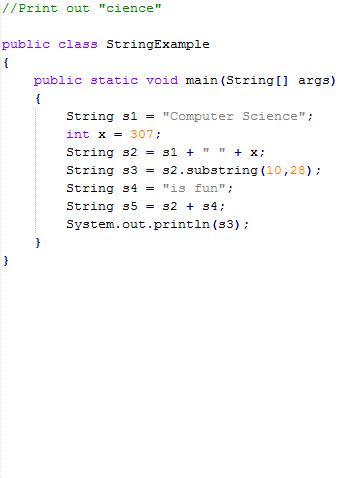 //Print out "cience"
public class StringExample
{
public static void main(String[] args)
{
String s1 = "Computer Science";
int x = 307;
String s2 = s1 + " " + x;
String s3 = s2.substring(10,28);
String s4 = "is fun";
String s5 = s2 + s4;
System.out.println(s3);
}
}